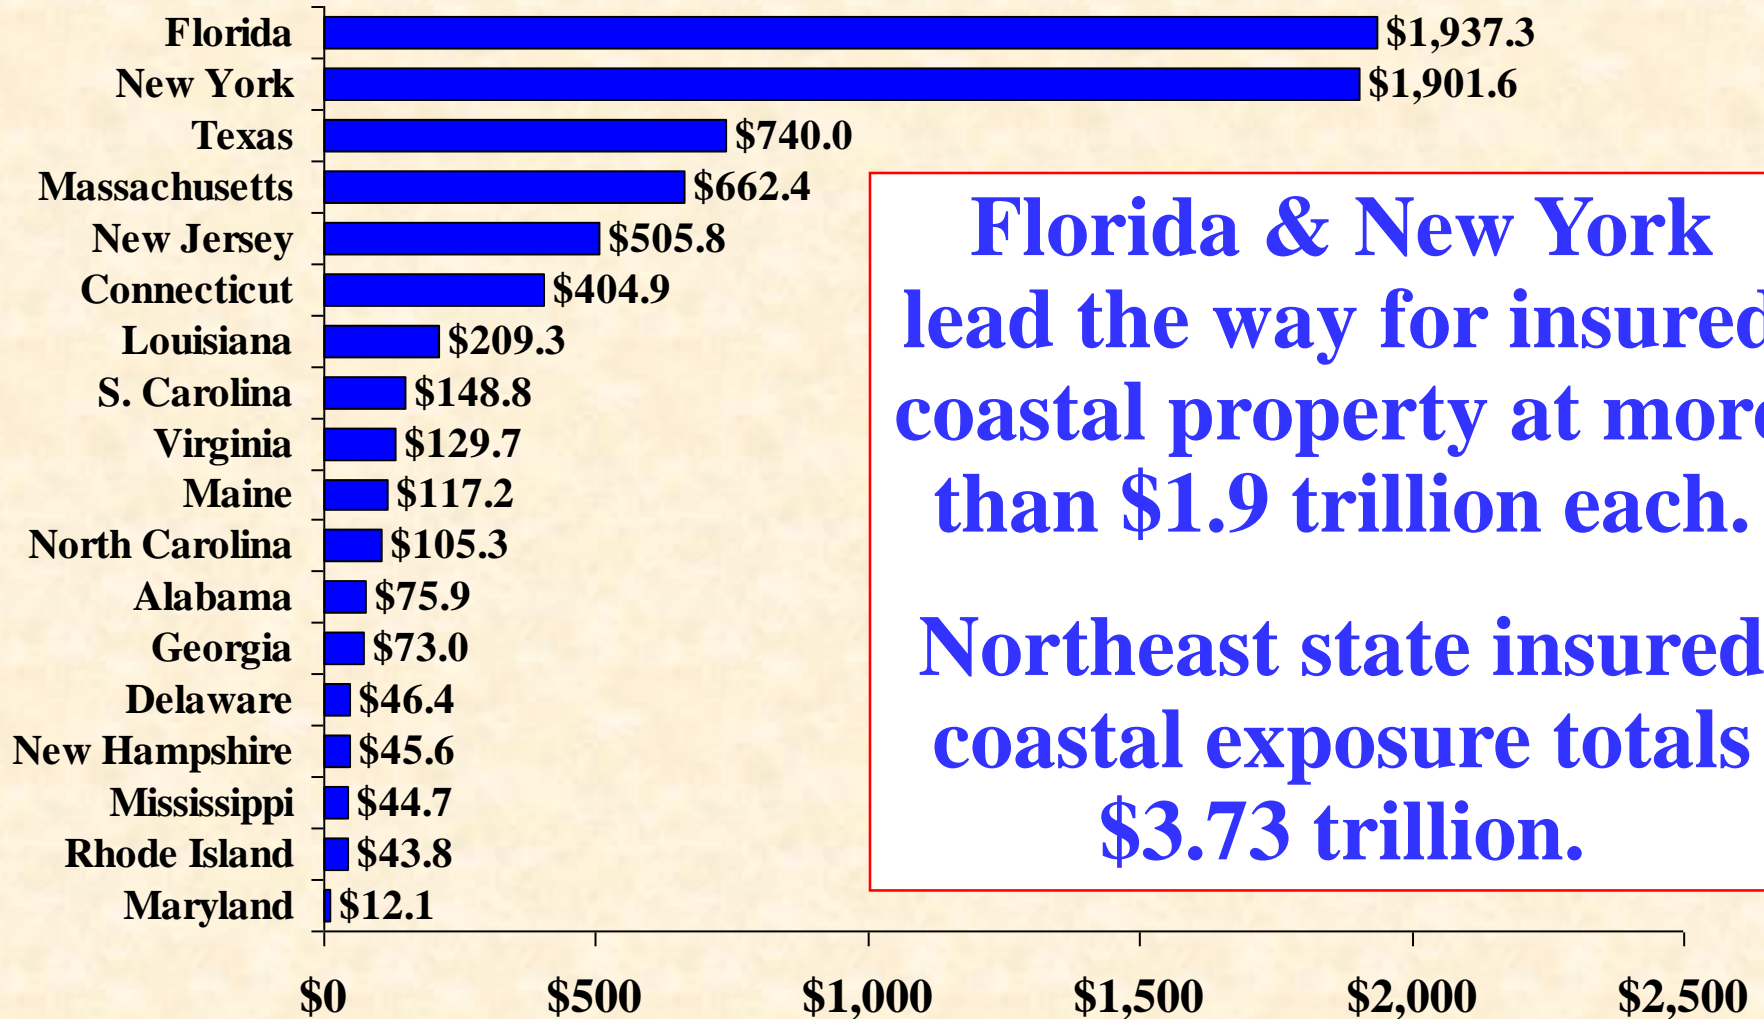 Florida $1,937.3
New York $1,901.6
Texas $740.0
Massachusetts $662.4
New Jersey $505.8
Connecticut $404.9
Louisiana $209.3
S. Carolina $148.8
Virginia $129.7
Maine $117.2
North Carolina $105.3
Alabama $75.9
Georgia $73.0
Delaware $46.4
New Hampshire $45.6
Mississippi $44.7
Rhode Island $43.8
Maryland $12.1
$0 $500 $1,000 $1,500 $2,000 $2,500
Florida & New York
lead the way for insured
coastal property at more
than $1.9 trillion each.
Northeast state insured
coastal exposure totals
$3.73 trillion.